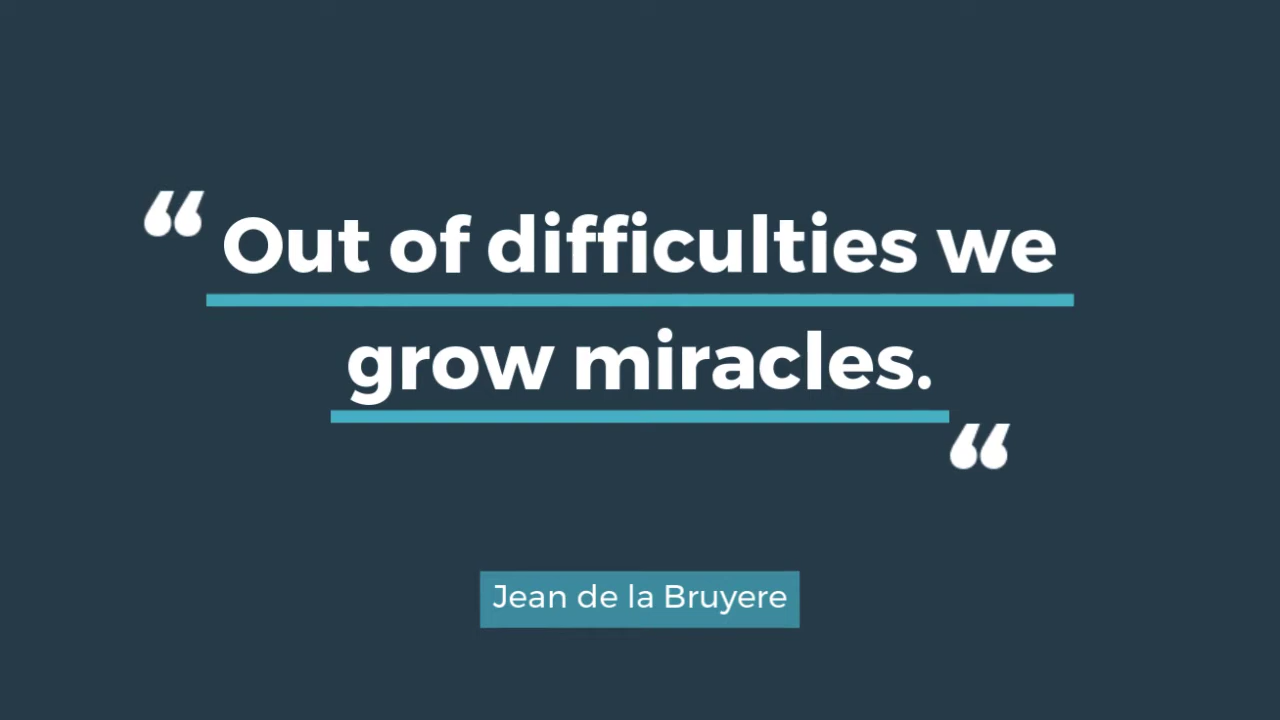 “Out of difficulties we
grow miracles.“
Jean de la Bruyere